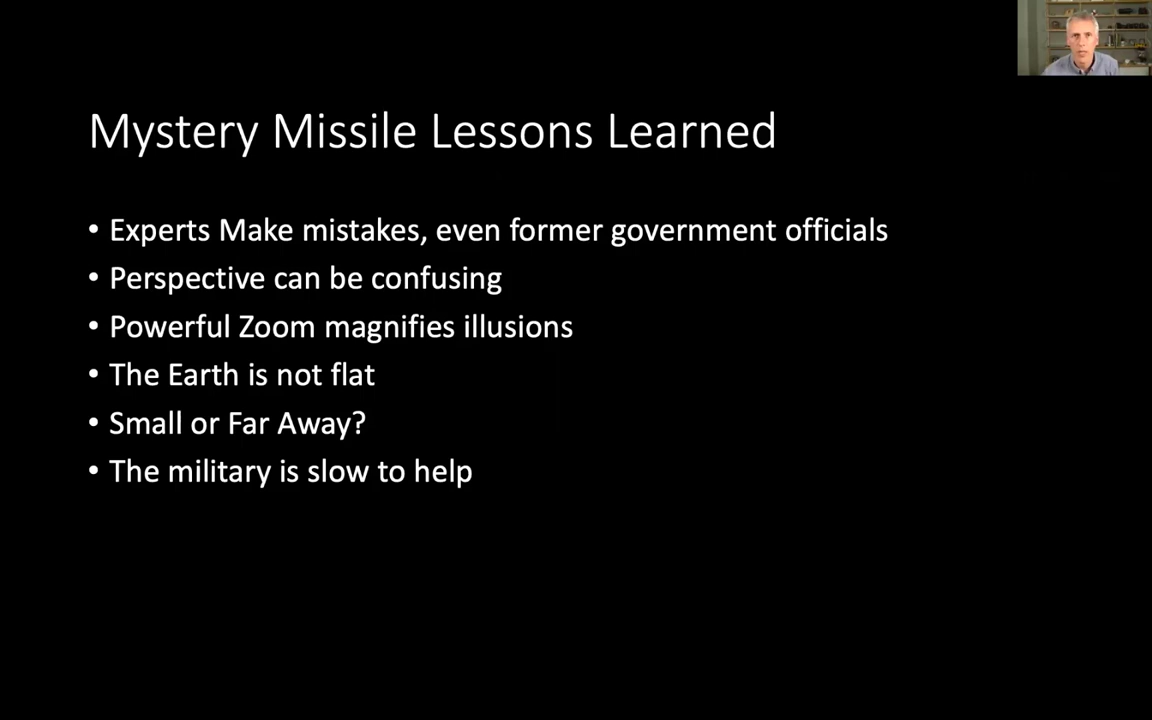 Mystery Missile Lessons Learned
• Experts Make mistakes, even former government officials
• Perspective can be confusing
• Powerful Zoom magnifies illusions
• The Earth is not flat
• Small or Far Away?
• The military is slow to help